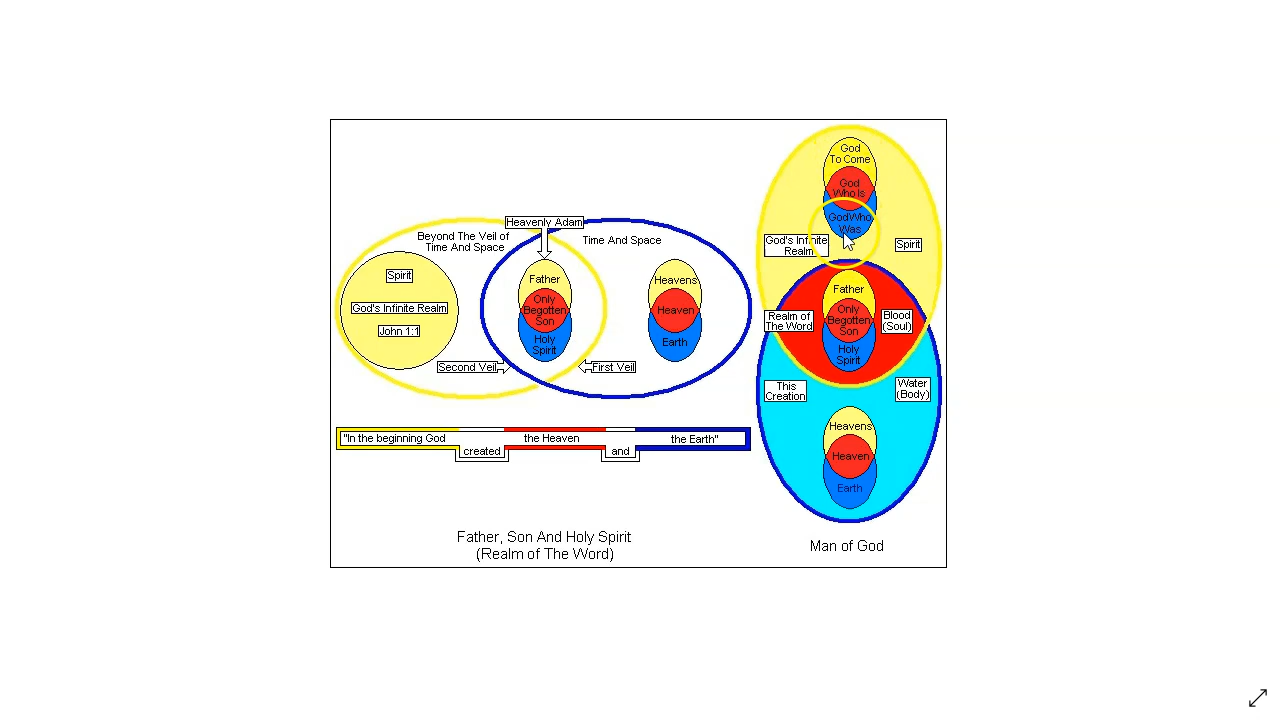 Heavenly Adam
Beyond The Veil of
Time And Space
Time And Space
Spirit
God's Infinite Realm
John 1:1
Father
Only
Begotten
Son
Holy
Spirit
Heavens
Heaven
Earth
Second Veil
First Veil
"In the beginning God
created
the Heaven
and
the Earth"
Father, Son And Holy Spirit
(Realm of The Word)
God
To Come
God
Who Is
God Who
Was
God's Infinite
Realm
Spirit
Father
Only
Begotten
Son
Holy
Spirit
Realm of
The Word
Blood
(Soul)
This
Creation
Water
(Body)
Heavens
Heaven
Earth
Man of God